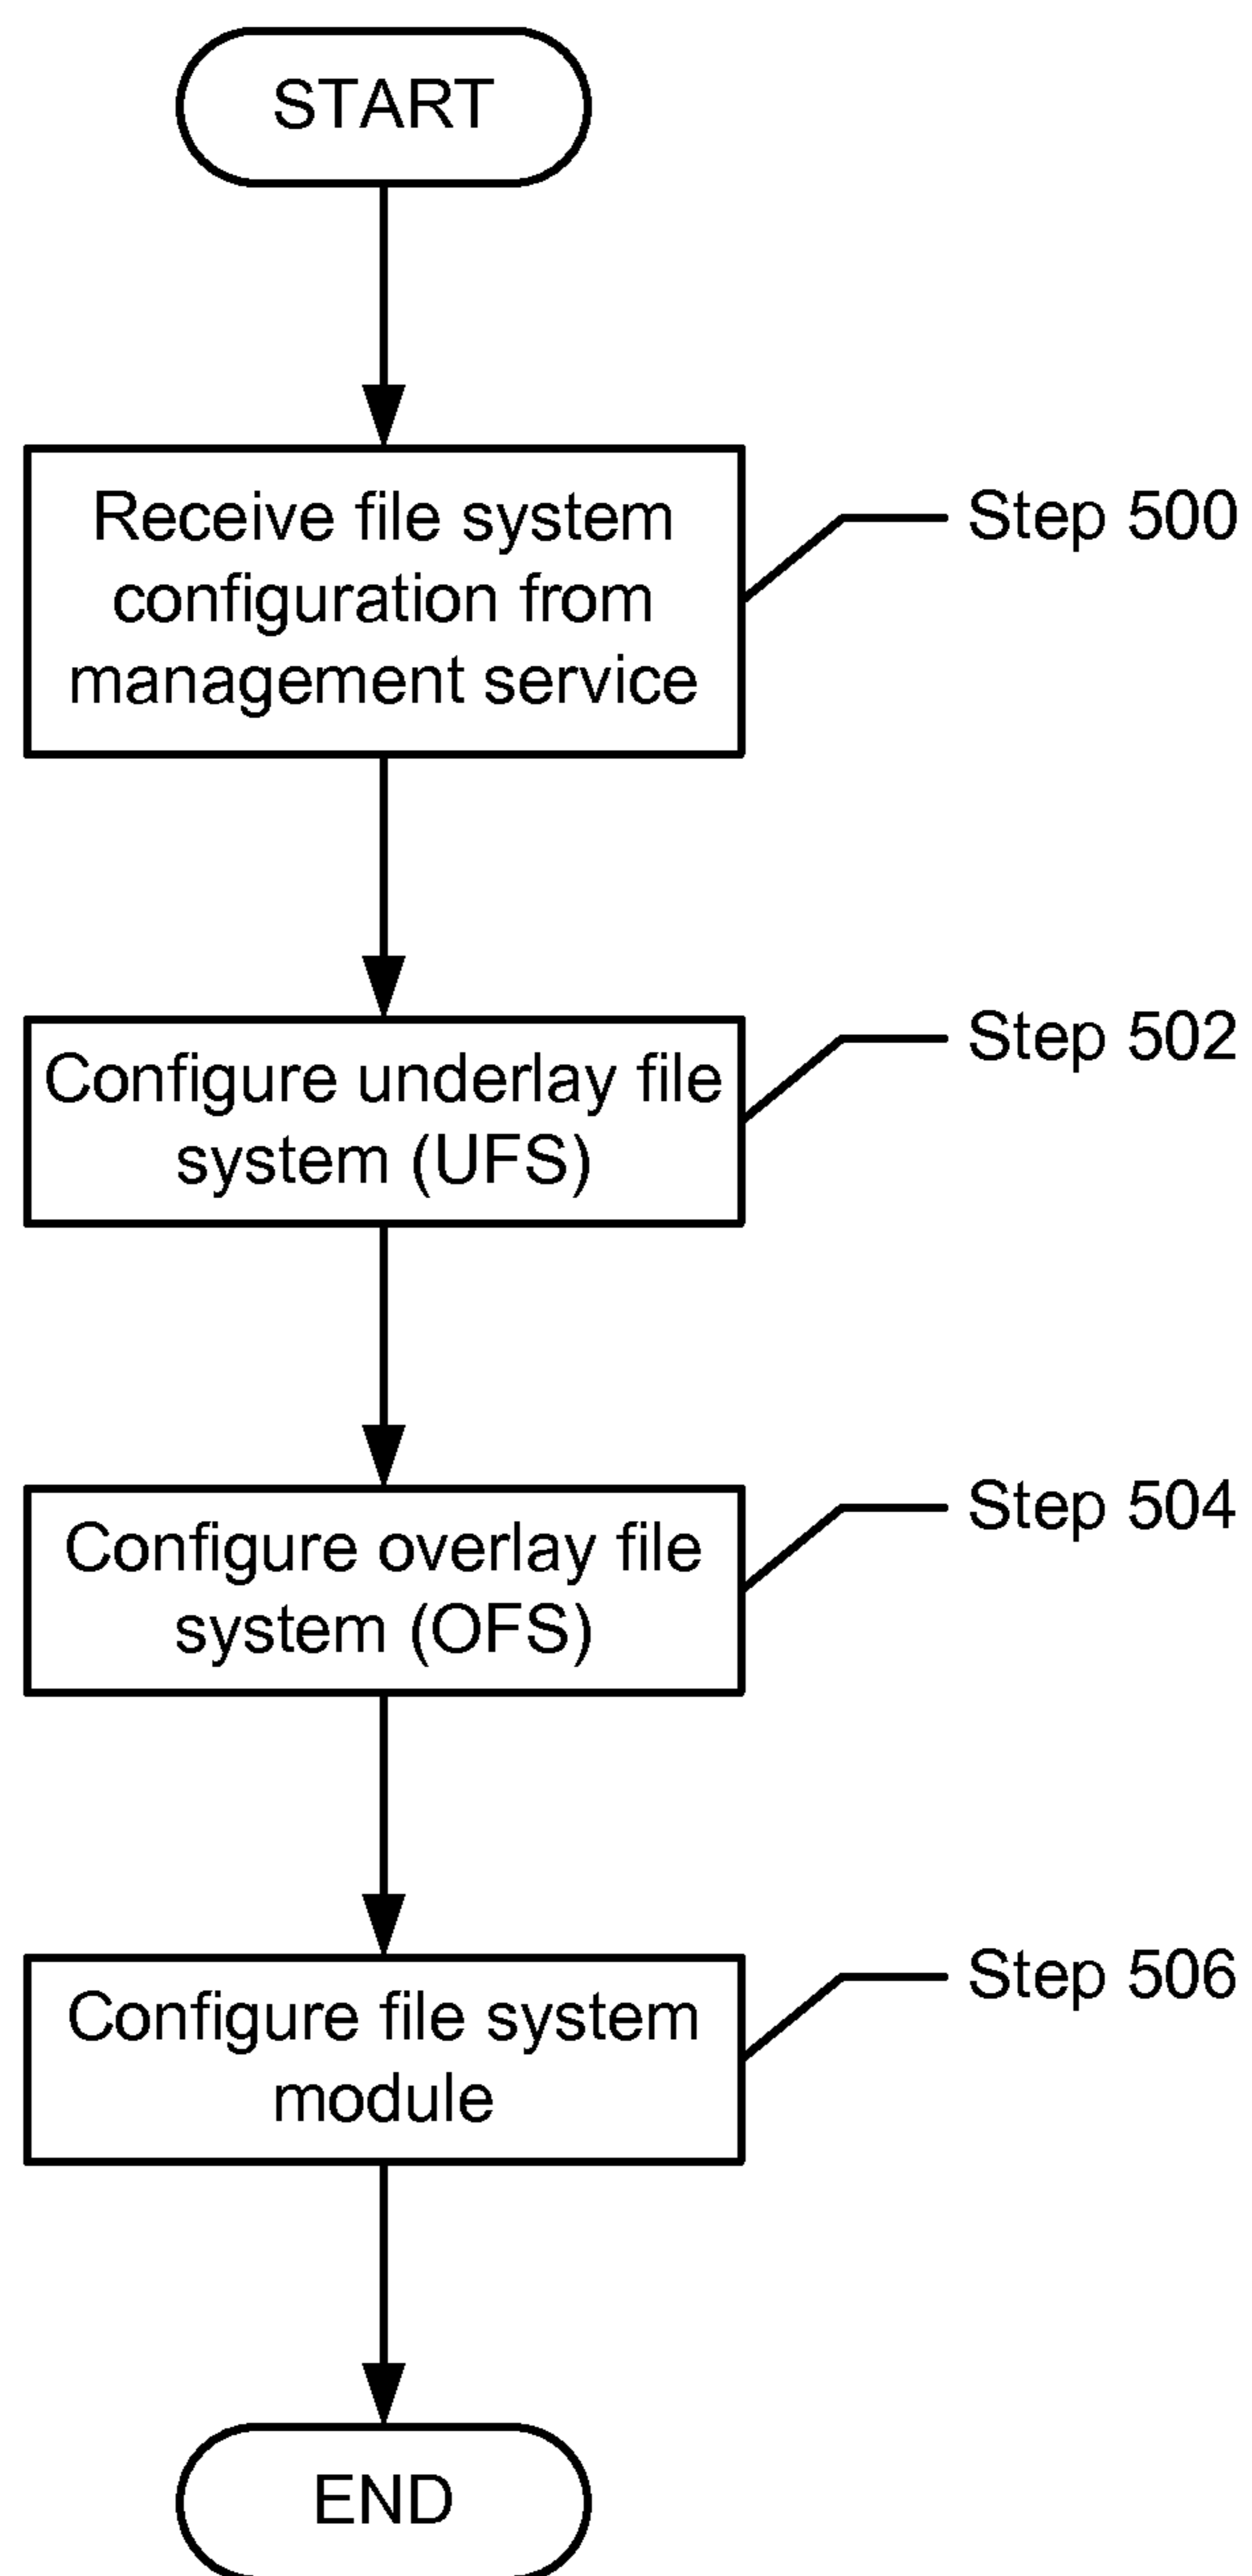 START
Receive file system
configuration from
management service
Step 500
Configure underlay file
system (UFS)
Step 502
Configure overlay file
system (OFS)
Step 504
Configure file system
module
Step 506
END